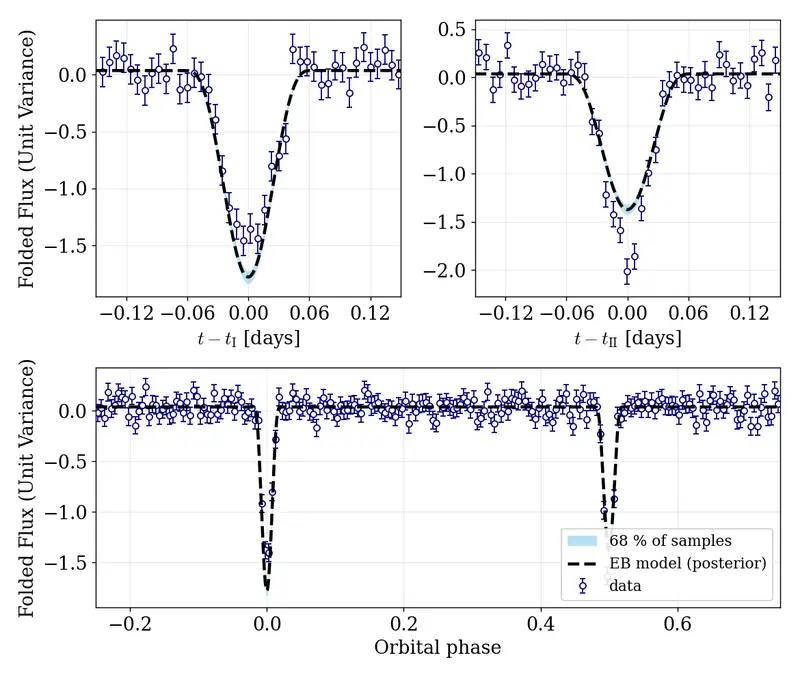 Folded Flux (Unit Variance)
0.0
−0.5
−1.0
−1.5
−0.12 −0.06 0.00 0.06 0.12
t − tI [days]
0.5
0.0
−0.5
−1.0
−1.5
−2.0
−0.12 −0.06 0.00 0.06 0.12
t − tII [days]
Folded Flux (Unit Variance)
0.0
−0.5
−1.0
−1.5
−0.2 0.0 0.2 0.4 0.6
Orbital phase
68 % of samples
EB model (posterior)
data